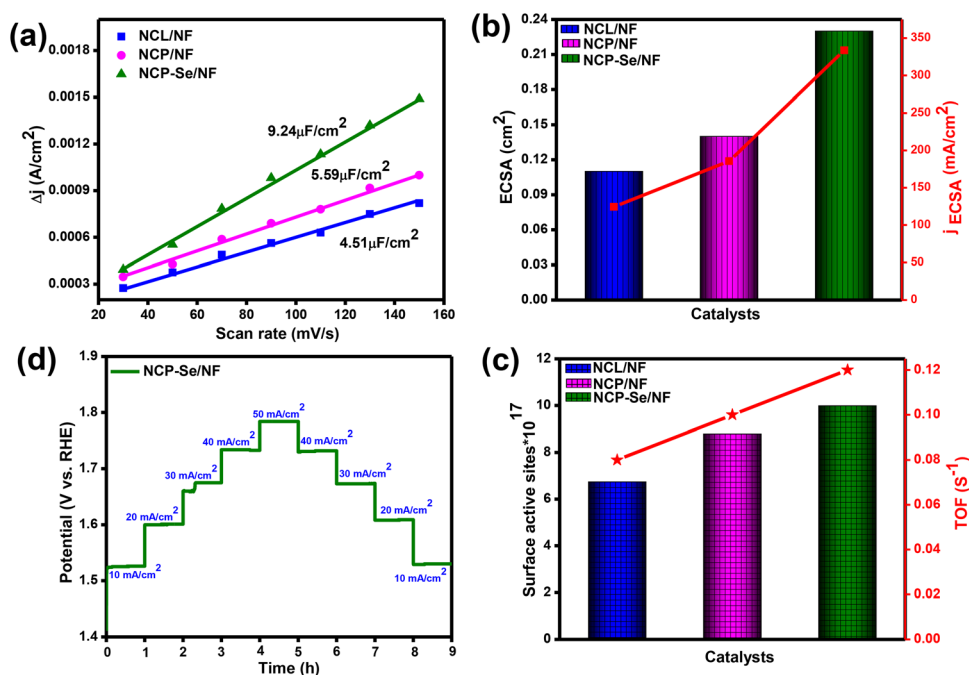 (a)
NCL/NF
NCP/NF
NCP-Se/NF
9.24μF/cm²
5.59μF/cm²
4.51μF/cm²
Δj (A/cm²)
0.0018
0.0015
0.0012
0.0009
0.0006
0.0003
20 40 60 80 100 120 140 160
Scan rate (mV/s)
(b)
NCL/NF
NCP/NF
NCP-Se/NF
ECSA (cm²)
0.24
0.21
0.18
0.15
0.12
0.09
0.06
0.03
0.00
Catalysts
350
300
250
200
150
100
50
0
j ECSA (mA/cm²)
(d)
NCP-Se/NF
Potential (V vs. RHE)
1.9
1.8
1.7
1.6
1.5
1.4
10 mA/cm²
20 mA/cm²
30 mA/cm²
40 mA/cm²
50 mA/cm²
40 mA/cm²
30 mA/cm²
20 mA/cm²
10 mA/cm²
0 1 2 3 4 5 6 7 8 9
Time (h)
(c)
NCL/NF
NCP/NF
NCP-Se/NF
Surface active sites*10¹⁷
12
10
8
6
4
2
0
Catalysts
0.12
0.10
0.08
0.06
0.04
0.02
0.00
TOF (S⁻¹)